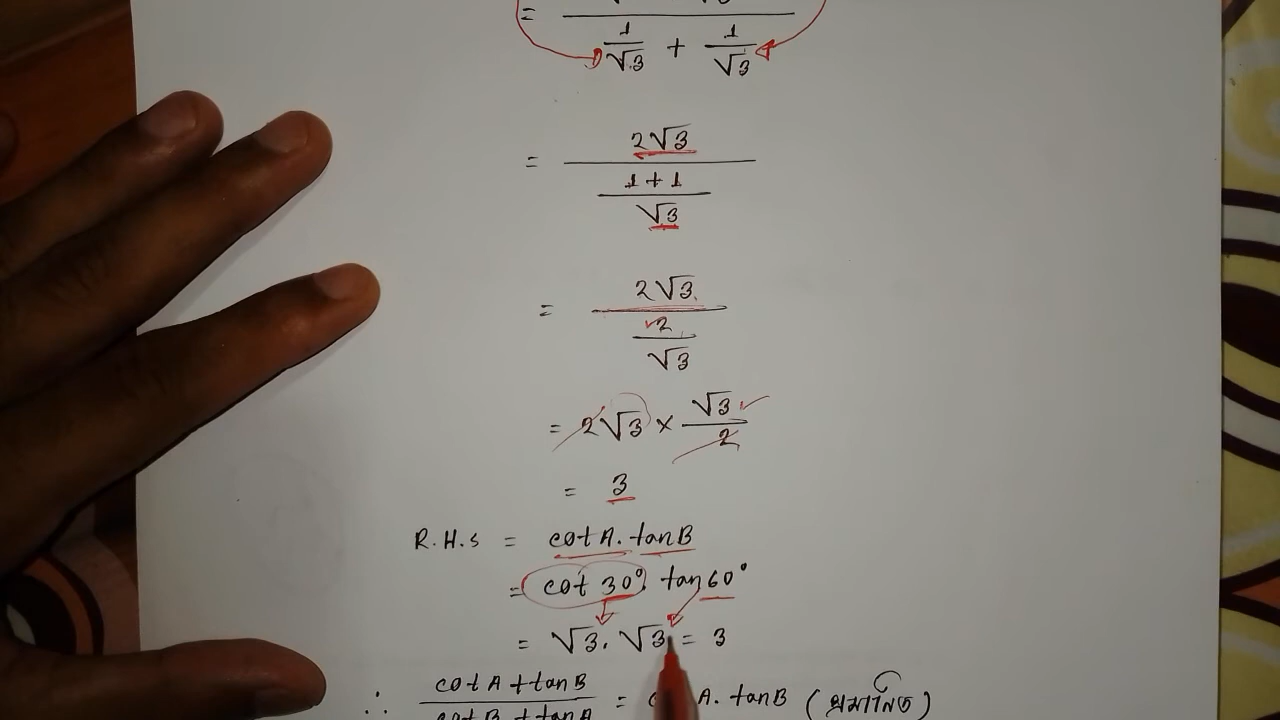 =
1/√3 + 1/√3
= 2√3
1+1
√3
= 2√3
2
√3
= 2√3 × √3/2
= 3
R.H.S = cot A. tan B
= cot 30°. tan 60°
= √3. √3 = 3
∴ cot A + tan B / cot B + tan A = A. tan B (প্রমাণিত)